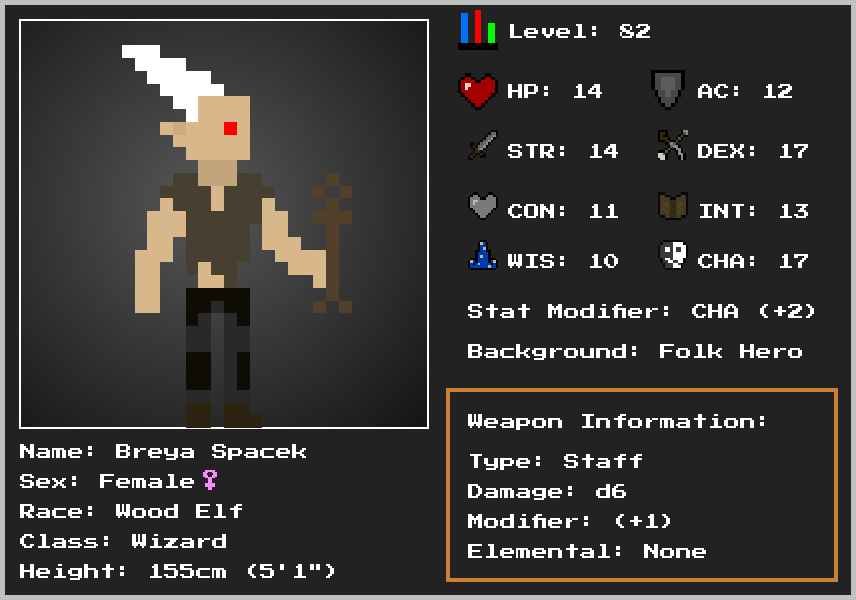 Level: 82
HP: 14
AC: 12
STR: 14
DEX: 17
CON: 11
INT: 13
WIS: 10
CHA: 17
Stat Modifier: CHA (+2)
Background: Folk Hero
Weapon Information:
Type: Staff
Damage: d6
Modifier: (+1)
Elemental: None
Name: Breya Spacek
Sex: Female♀
Race: Wood Elf
Class: Wizard
Height: 155cm (5'1")